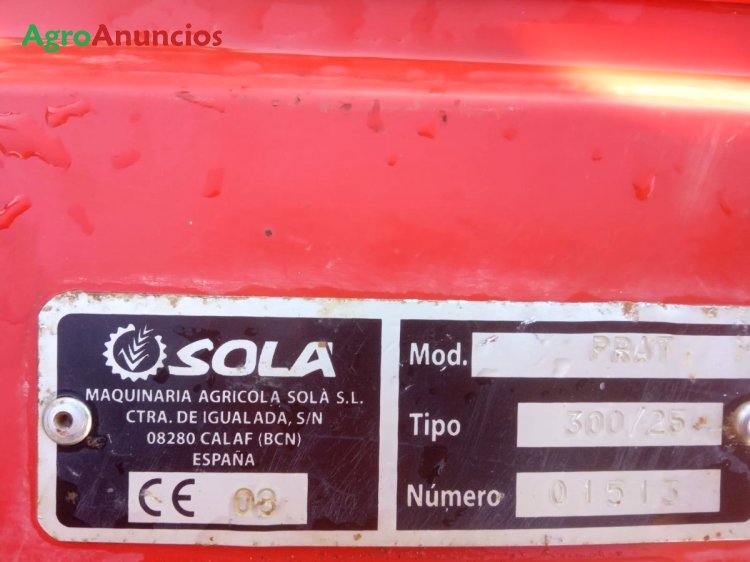 AgroAnuncios
SOLÀ
MAQUINARIA AGRICOLA SOLÀ S.L.
CTRA. DE IGUALADA, S/N
08280 CALAF (BCN)
ESPAÑA
CE 08
Mod. PRAT
Tipo 300/25
Número 01513